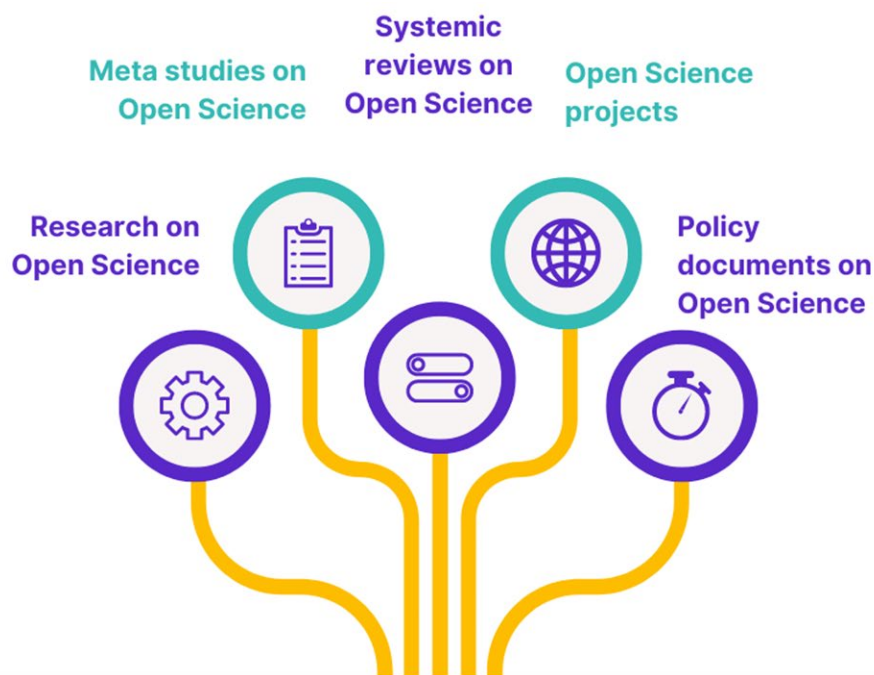 Systemic
reviews on
Open Science
Meta studies on
Open Science
Open Science
projects
Research on
Open Science
Policy
documents on
Open Science